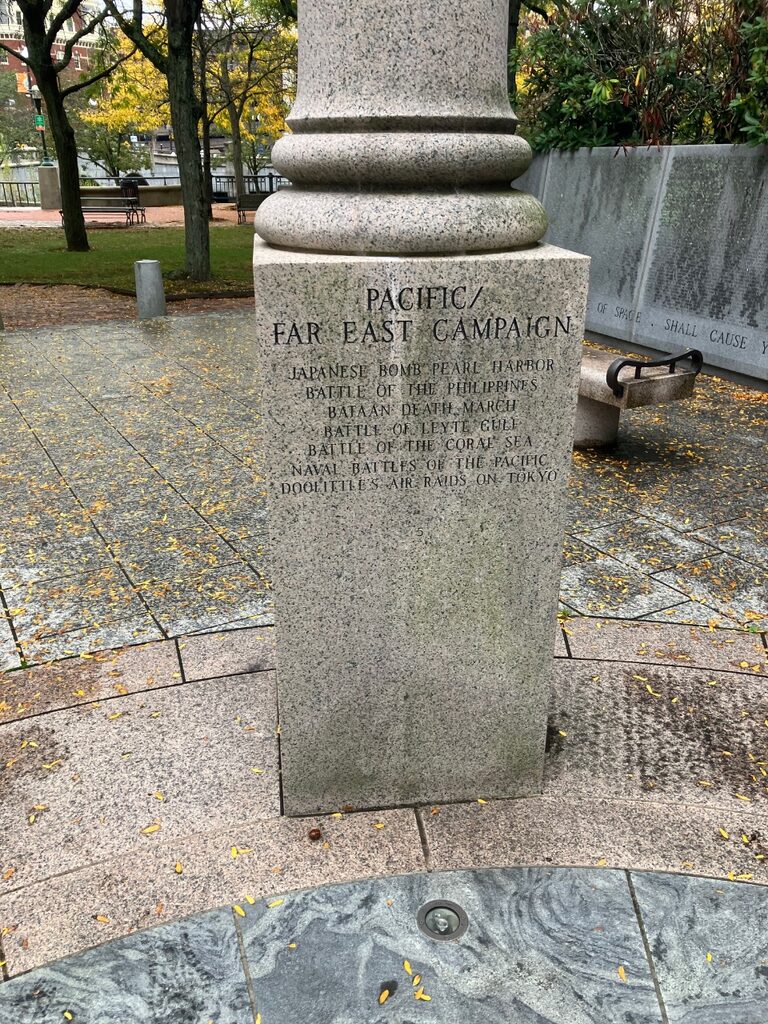 PACIFIC/
FAR EAST CAMPAIGN
JAPANESE BOMB PEARL HARBOR
BATTLE OF THE PHILIPPINES
BATAAN DEATH MARCH
BATTLE OF LEYTE GULF
BATTLE OF THE CORAL SEA
NAVAL BATTLES OF THE PACIFIC
DOOLITTLE'S AIR RAIDS ON TOKYO
OF SPACE . SHALL CAUSE Y